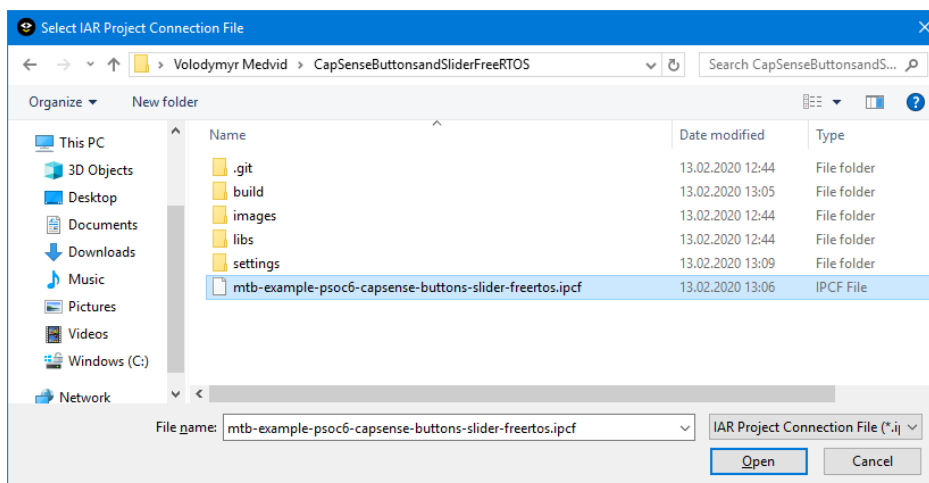 Select IAR Project Connection File
Volodymyr Medvid > CapSenseButtonsandSliderFreeRTOS
Search CapSenseButtonsandS...
Organize
New folder
Name
Date modified
Type
This PC
3D Objects
Desktop
Documents
Downloads
Music
Pictures
Videos
Windows (C:)
Network
.git 13.02.2020 12:44 File folder
build 13.02.2020 13:05 File folder
images 13.02.2020 12:44 File folder
libs 13.02.2020 12:44 File folder
settings 13.02.2020 13:09 File folder
mtb-example-psoc6-capsense-buttons-slider-freertos.ipcf 13.02.2020 13:06 IPCF File
File name: mtb-example-psoc6-capsense-buttons-slider-freertos.ipcf
IAR Project Connection File (*.ip
Open
Cancel